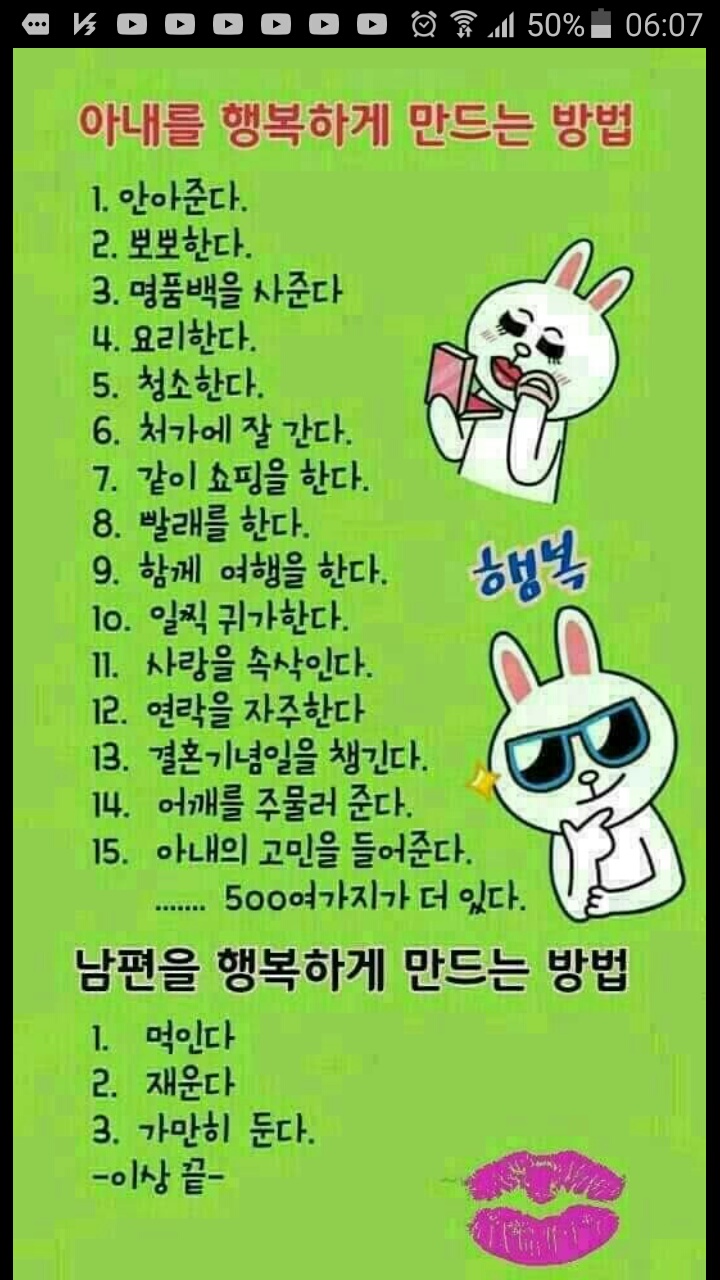 50% 06:07
아내를 행복하게 만드는 방법
1. 안아준다.
2. 뽀뽀한다.
3. 명품백을 사준다
4. 요리한다.
5. 청소한다.
6. 처가에 잘 간다.
7. 같이 쇼핑을 한다.
8. 빨래를 한다.
9. 함께 여행을 한다.
10. 일찍 귀가한다.
11. 사랑을 속삭인다.
12. 연락을 자주한다
13. 결혼기념일을 챙긴다.
14. 어깨를 주물러 준다.
15. 아내의 고민을 들어준다.
....... 500여가지가 더 있다.
행복
남편을 행복하게 만드는 방법
1. 먹인다
2. 재운다
3. 가만히 둔다.
-이상 끝-